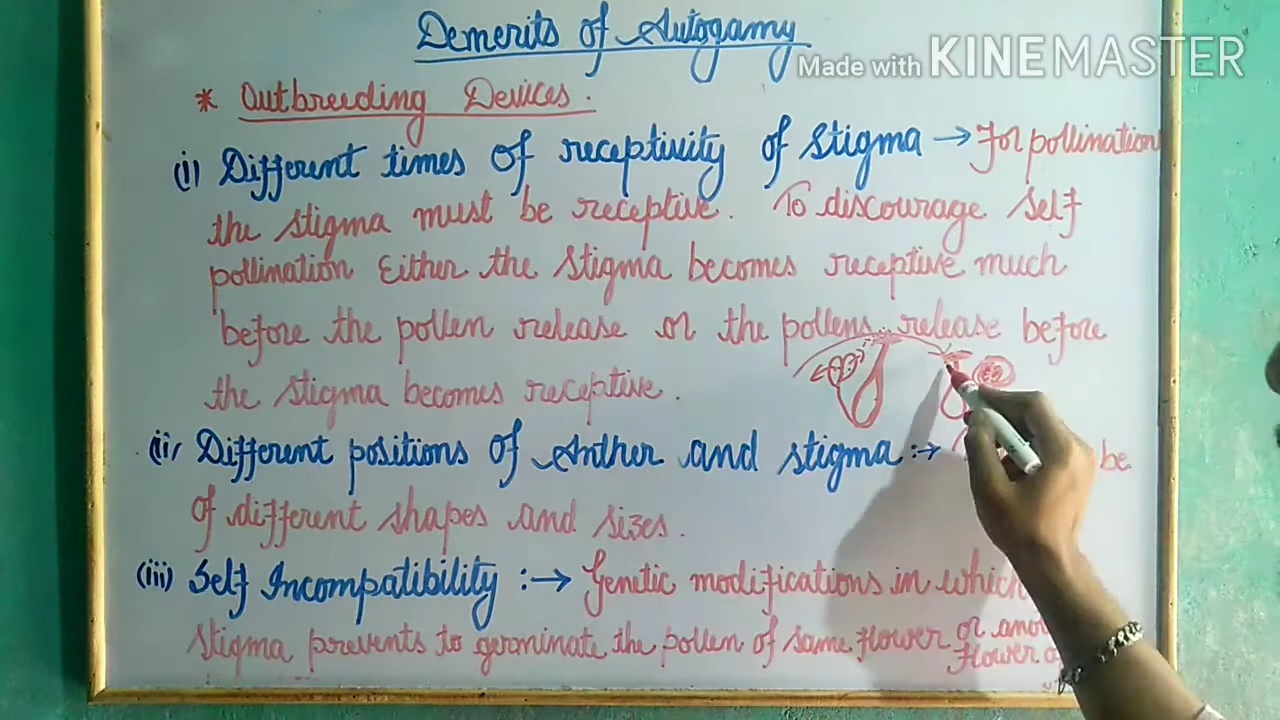 Demerits of Autogamy
Made with KINEMASTER
* Outbreeding Devices.
(i) Different times of receptivity of stigma → For pollination
the stigma must be receptive. To discourage self
pollination Either the stigma becomes receptive much
before the pollen release or the pollens release before
the stigma becomes receptive.
(ii) Different positions of Anther and stigma :→ be
of different shapes and sizes.
(iii) Self Incompatibility :→ Genetic modifications in which
stigma prevents to germinate the pollen of same flower or
flower